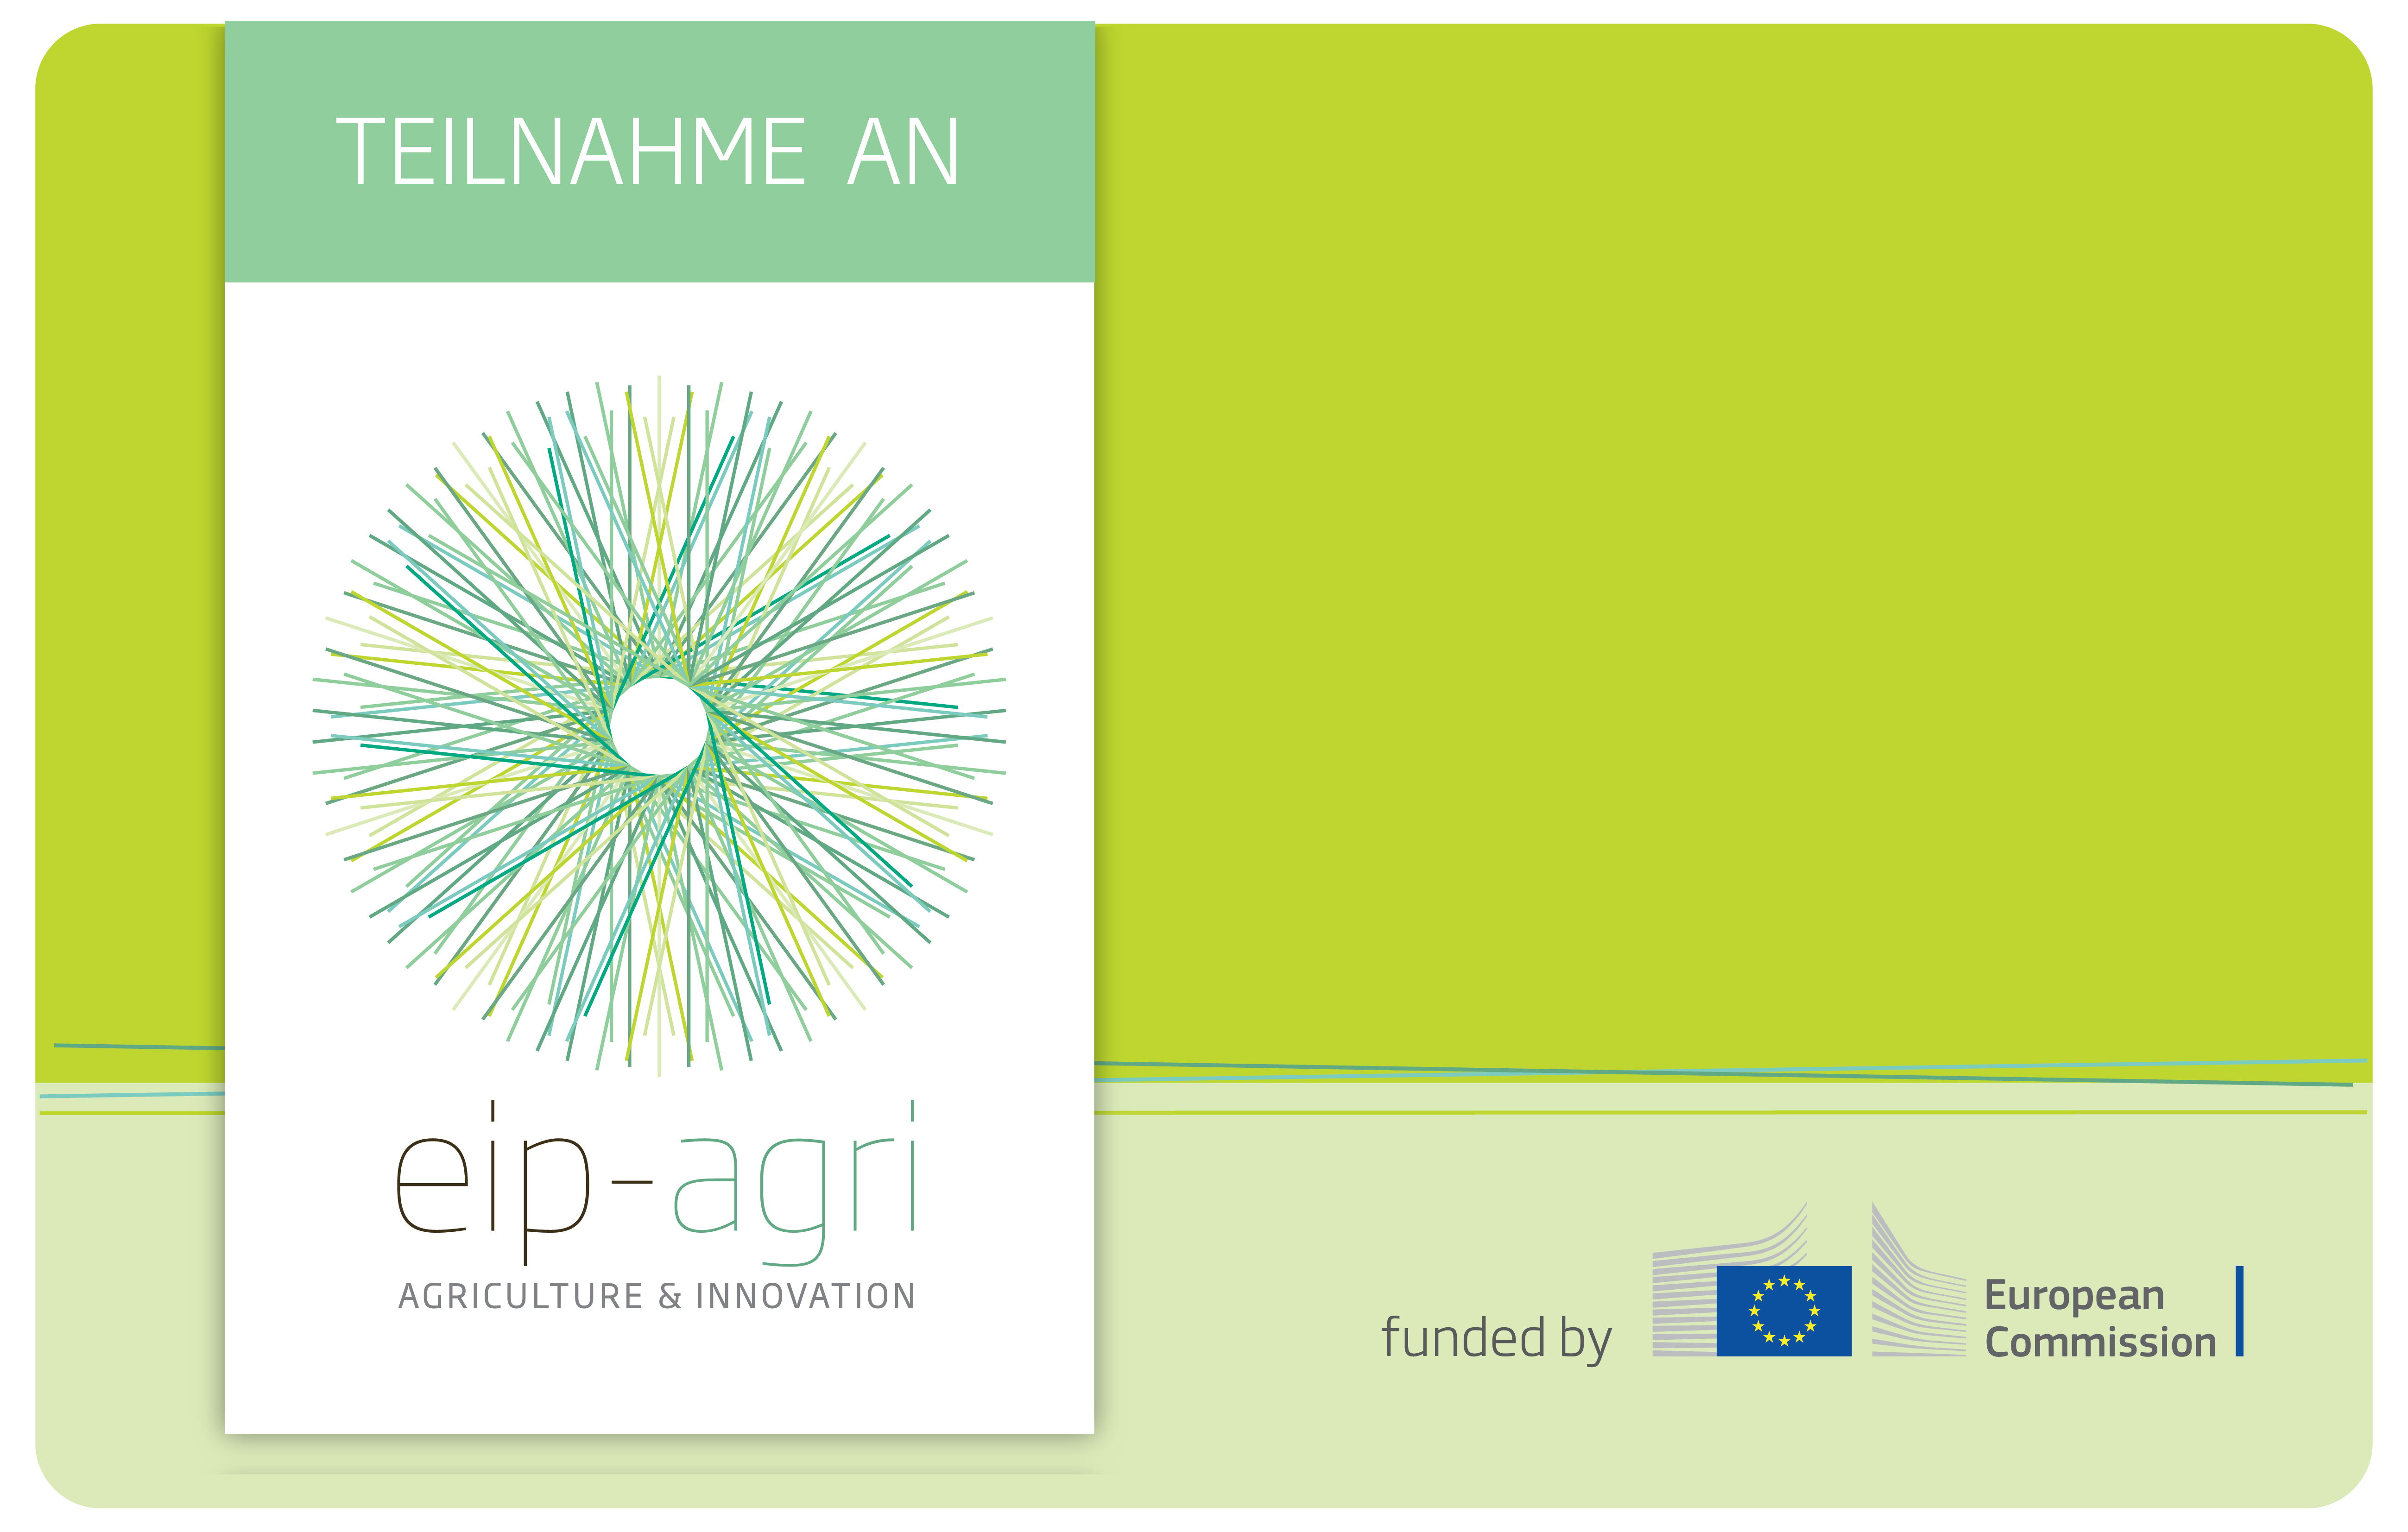 TEILNAHME AN
eip-agri
AGRICULTURE & INNOVATION
funded by
European
Commission